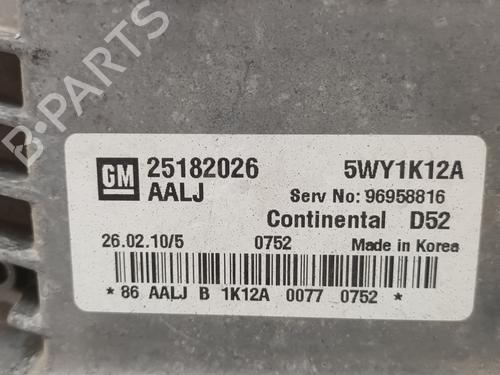 B-PARTS
GM 25182026 5WY1K12A
AALJ Serv No: 96958816
Continental D52
26.02.10/5 0752 Made in Korea
*86 AALJ B 1K12A 0077 0752 *